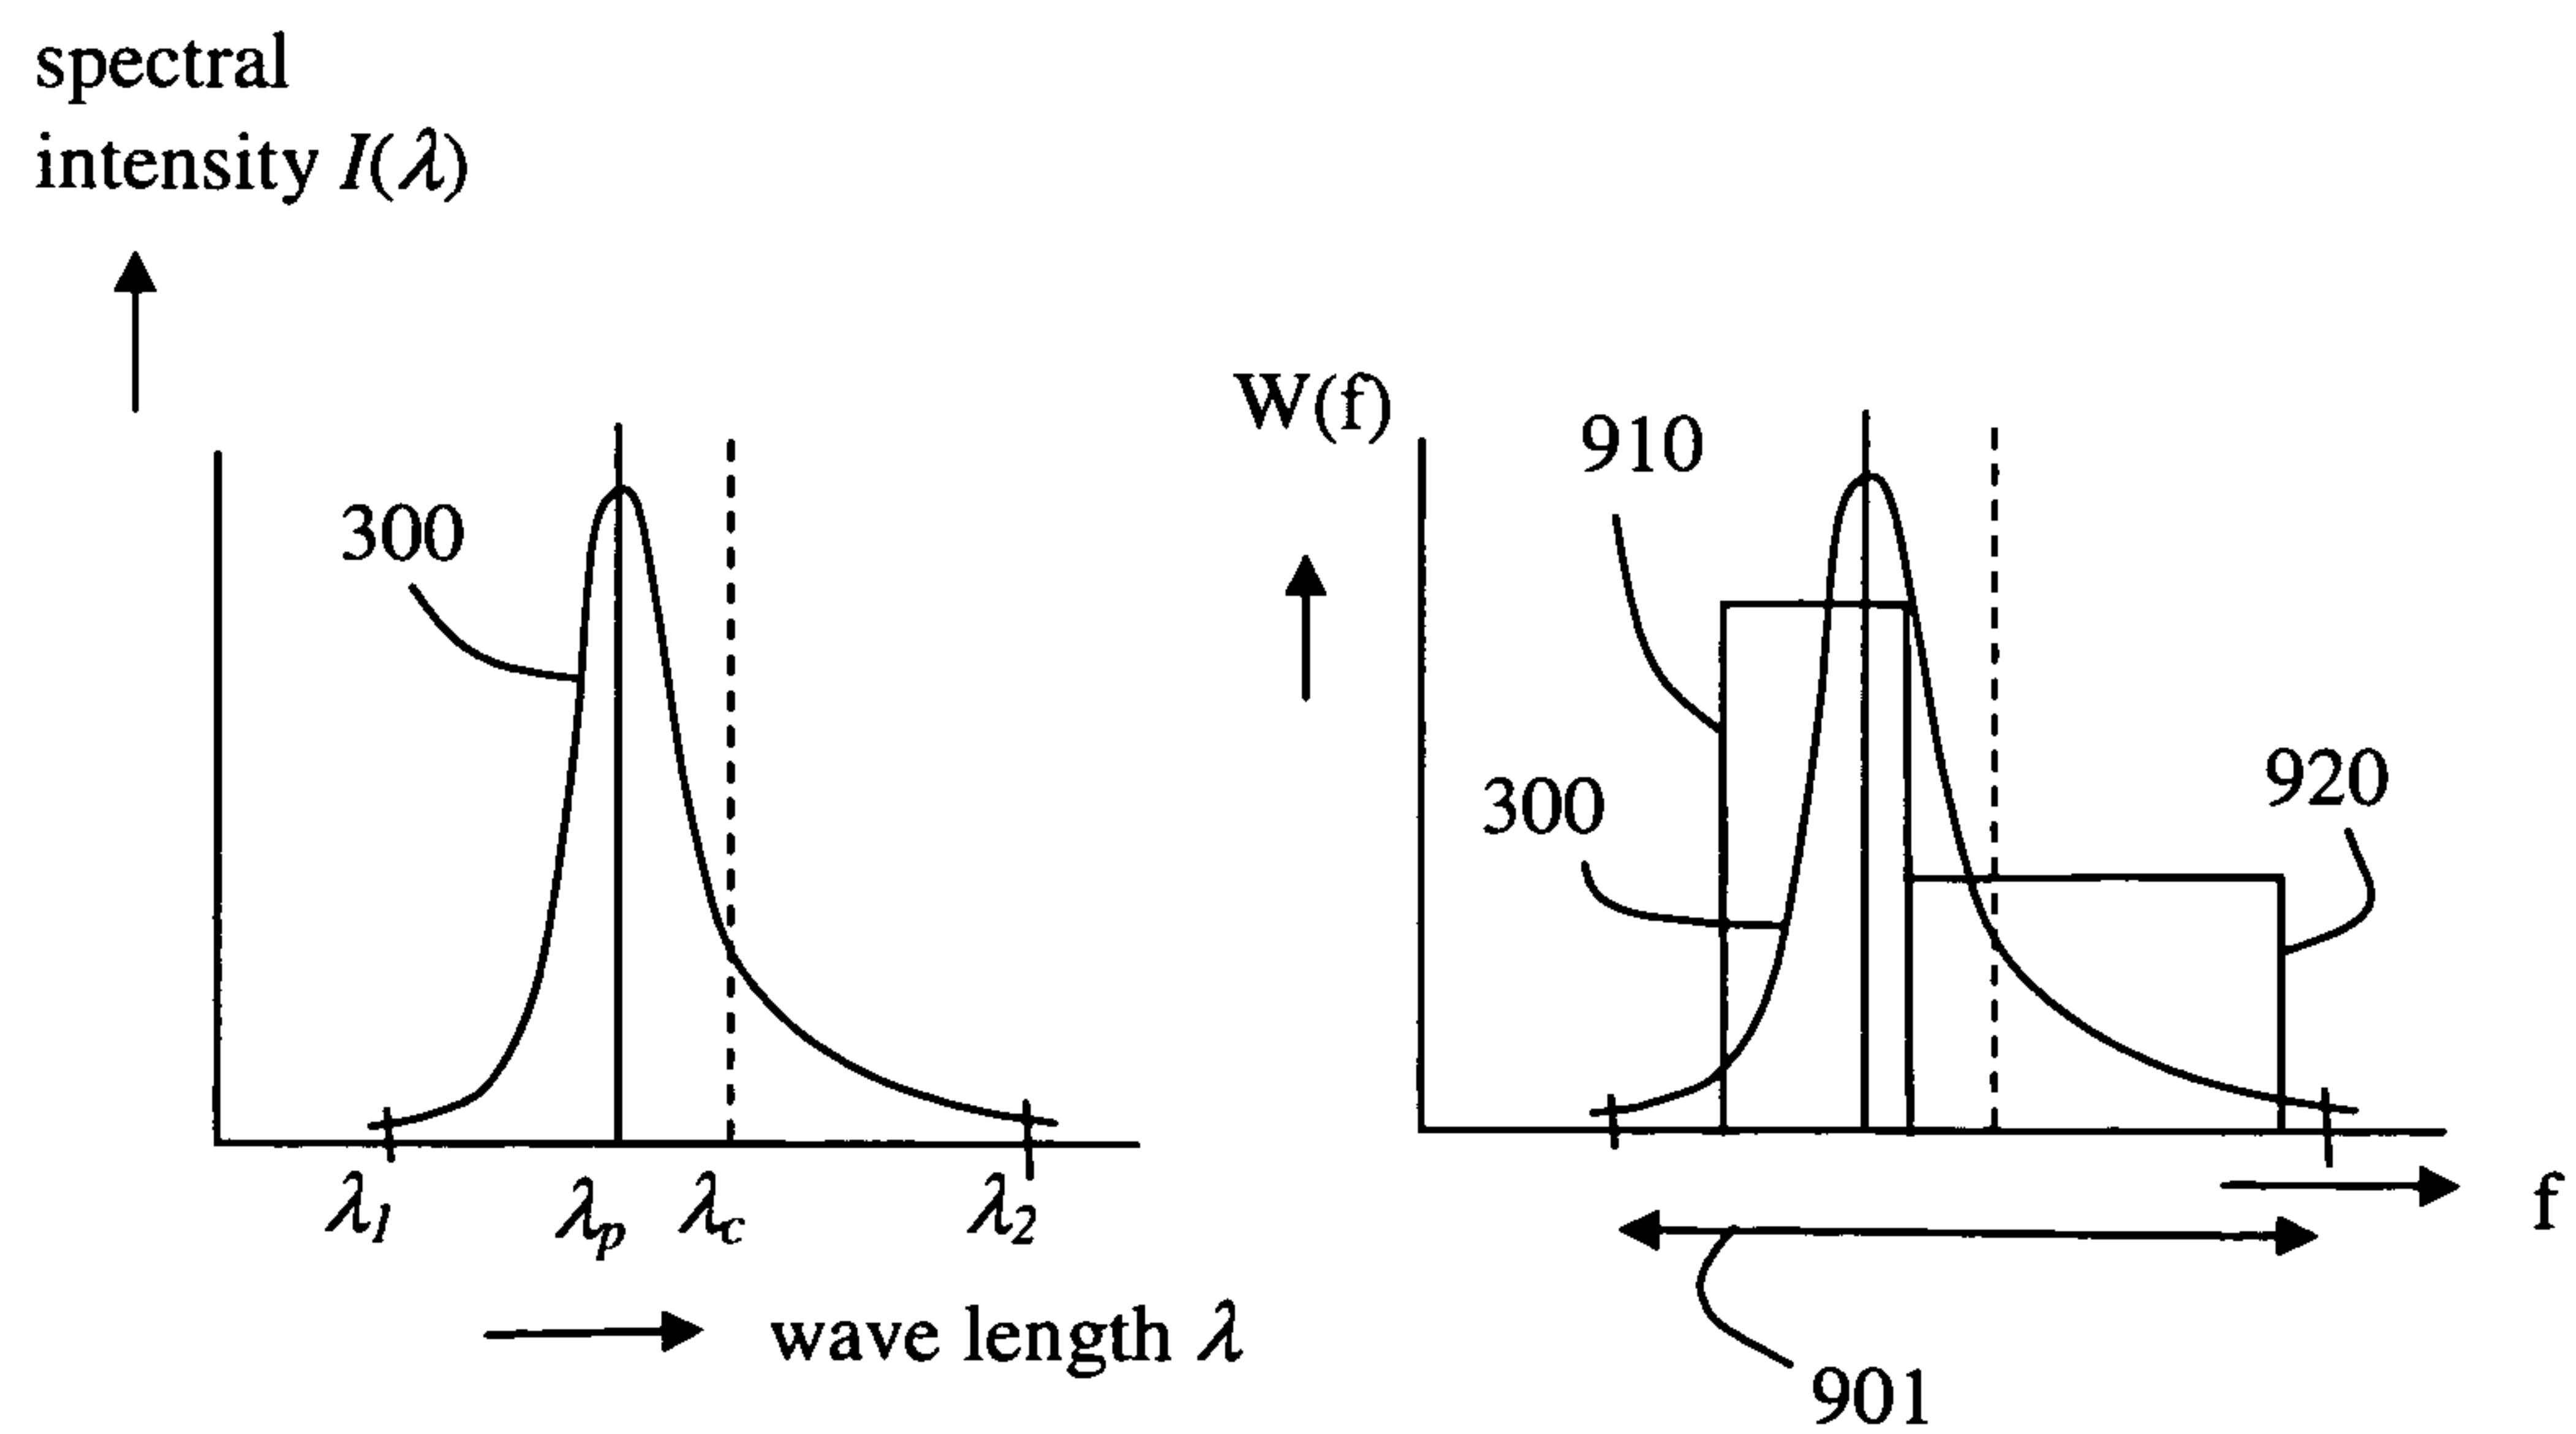 spectral
intensity I(λ)
300
λ1 λp λc λ2
wave length λ
W(f)
910
300
920
f
901